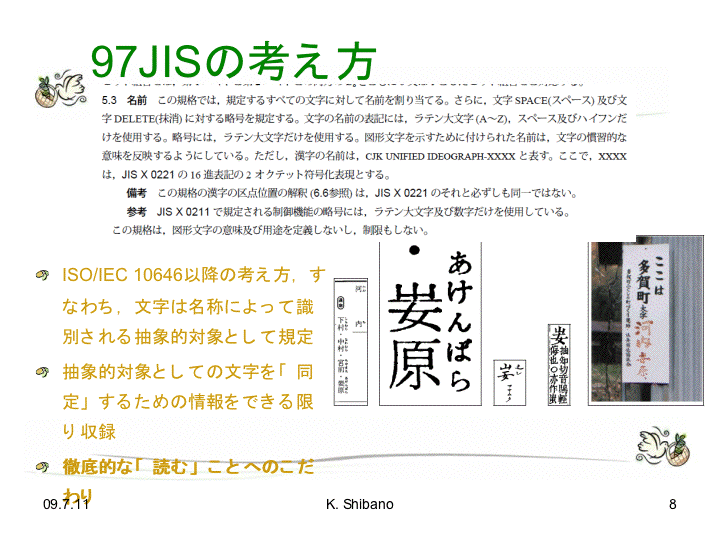 97JISの考え方
5.3 名前 この規格では，規定するすべての文字に対して名前を割り当てる。さらに，文字 SPACE(スペース) 及び文
字 DELETE(抹消) に対する略号を規定する。文字の名前の表記には，ラテン大文字 (A〜Z)，スペース及びハイフンだ
けを使用する。略号には，ラテン大文字だけを使用する。図形文字を示すために付けられた名前は，文字の慣習的な
意味を反映するようにしている。ただし，漢字の名前は，CJK UNIFIED IDEOGRAPH-XXXX と表す。ここで，XXXX
は，JIS X 0221 の 16 進表記の 2 オクテット符号化表現とする。
備考 この規格の漢字の区点位置の解釈 (6.6参照) は，JIS X 0221 のそれと必ずしも同一ではない。
参考 JIS X 0211 で規定される制御機能の略号には，ラテン大文字及び数字だけを使用している。
この規格は，図形文字の意味及び用途を定義しないし，制限もしない。
ISO/IEC 10646以降の考え方，す
なわち，文字は名称によって識
別される抽象的対象として規定
抽象的対象としての文字を「同
定」するための情報をできる限
り収録
徹底的な「読む」ことへのこだ
わり
河内
下村・中村・宮前・
あけんばら
𡚴原
𡚴
ここは
多賀町
河内
09.7.11
K. Shibano
8